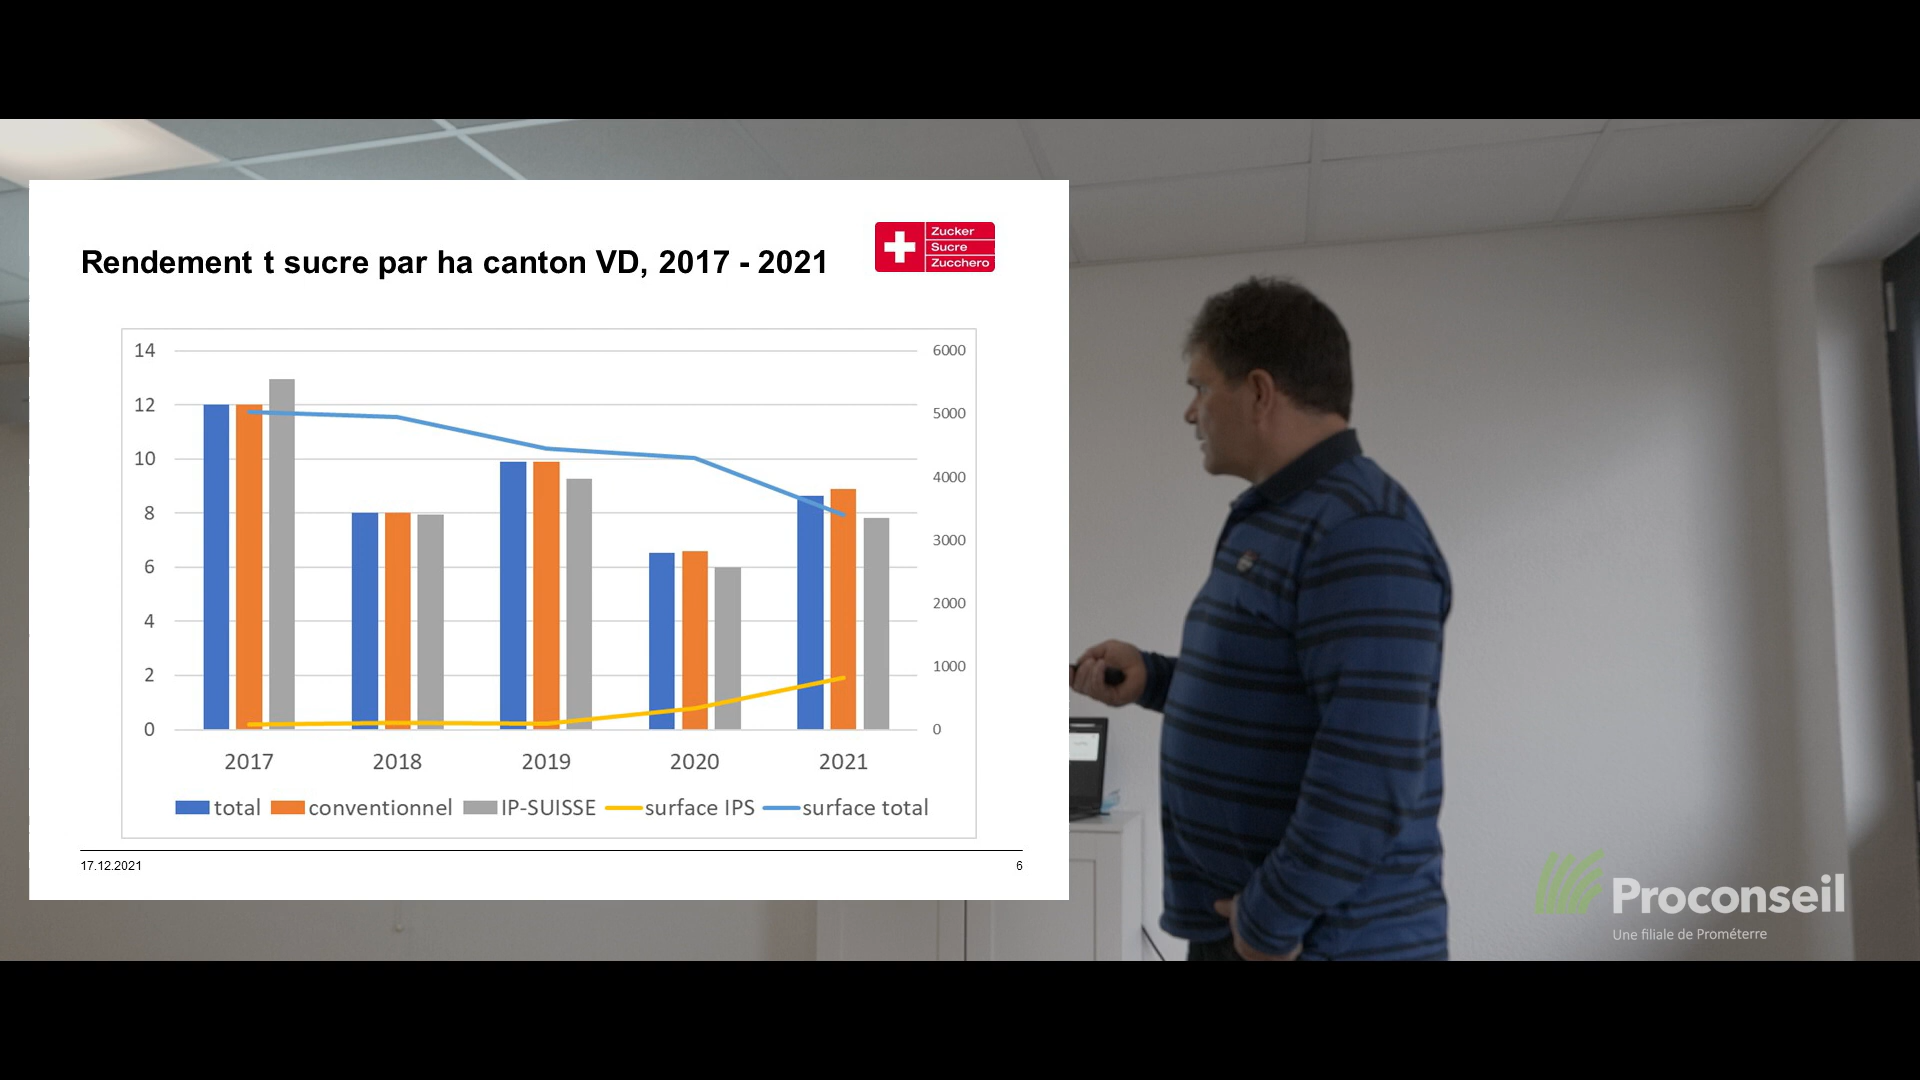 Rendement t sucre par ha canton VD, 2017 - 2021
Zucker
Sucre
Zucchero
14
12
10
8
6
4
2
0
6000
5000
4000
3000
2000
1000
0
2017 2018 2019 2020 2021
total conventionnel IP-SUISSE surface IPS surface total
17.12.2021
6
Proconseil
Une filiale de Prométerre